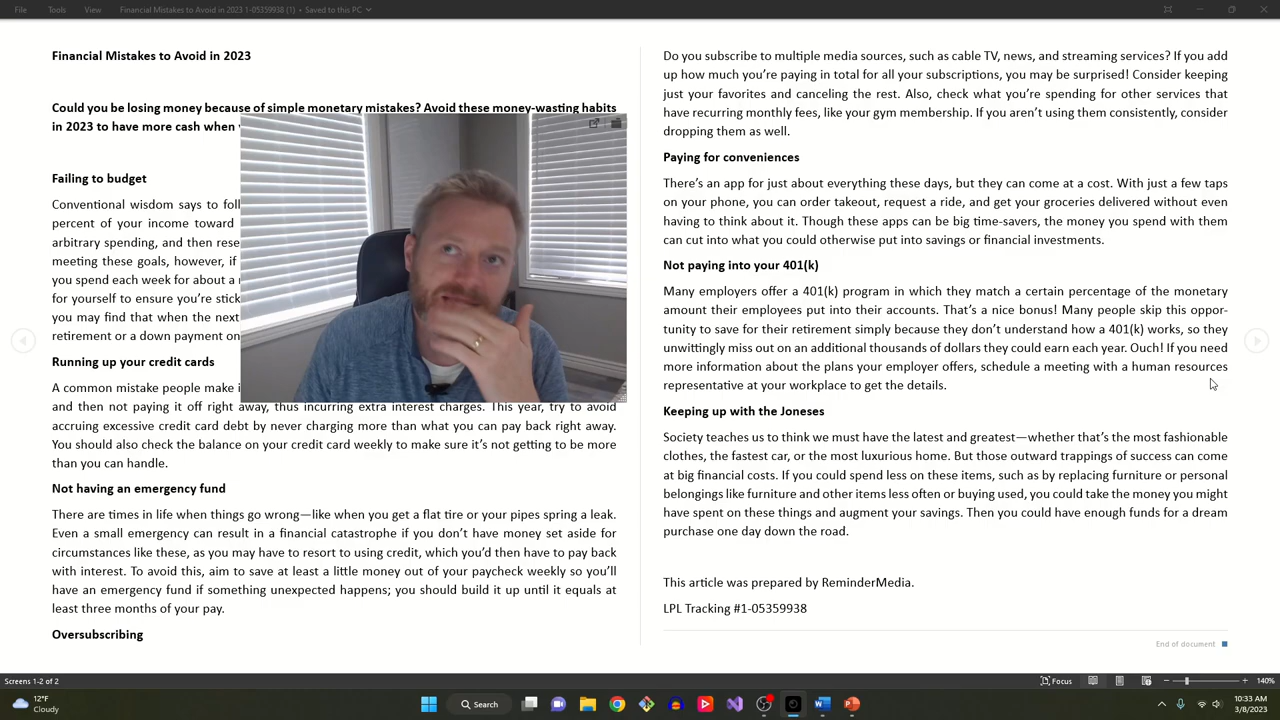 File Tools View Financial Mistakes to Avoid in 2023 1-05359938 (1) • Saved to this PC
Financial Mistakes to Avoid in 2023
Could you be losing money because of simple monetary mistakes? Avoid these money-wasting habits
in 2023 to have more cash when
Failing to budget
Conventional wisdom says to
percent of your income toward
arbitrary spending, and then
meeting these goals, however, if
you spend each week for about a
for yourself to ensure you're
you may find that when the next
retirement or a down payment on
Running up your credit cards
A common mistake people make
and then not paying it off right away, thus incurring extra interest charges. This year, try to avoid
accruing excessive credit card debt by never charging more than what you can pay back right away.
You should also check the balance on your credit card weekly to make sure it's not getting to be more
than you can handle.
Not having an emergency fund
There are times in life when things go wrong—like when you get a flat tire or your pipes spring a leak.
Even a small emergency can result in a financial catastrophe if you don't have money set aside for
circumstances like these, as you may have to resort to using credit, which you'd then have to pay back
with interest. To avoid this, aim to save at least a little money out of your paycheck weekly so you'll
have an emergency fund if something unexpected happens; you should build it up until it equals at
least three months of your pay.
Oversubscribing
Do you subscribe to multiple media sources, such as cable TV, news, and streaming services? If you add
up how much you're paying in total for all your subscriptions, you may be surprised! Consider keeping
just your favorites and canceling the rest. Also, check what you're spending for other services that
have recurring monthly fees, like your gym membership. If you aren't using them consistently, consider
dropping them as well.
Paying for conveniences
There's an app for just about everything these days, but they can come at a cost. With just a few taps
on your phone, you can order takeout, request a ride, and get your groceries delivered without even
having to think about it. Though these apps can be big time-savers, the money you spend with them
can cut into what you could otherwise put into savings or financial investments.
Not paying into your 401(k)
Many employers offer a 401(k) program in which they match a certain percentage of the monetary
amount their employees put into their accounts. That's a nice bonus! Many people skip this oppor-
tunity to save for their retirement simply because they don't understand how a 401(k) works, so they
unwittingly miss out on an additional thousands of dollars they could earn each year. Ouch! If you need
more information about the plans your employer offers, schedule a meeting with a human resources
representative at your workplace to get the details.
Keeping up with the Joneses
Society teaches us to think we must have the latest and greatest—whether that's the most fashionable
clothes, the fastest car, or the most luxurious home. But those outward trappings of success can come
at big financial costs. If you could spend less on these items, such as by replacing furniture or personal
belongings like furniture and other items less often or buying used, you could take the money you might
have spent on these things and augment your savings. Then you could have enough funds for a dream
purchase one day down the road.
This article was prepared by ReminderMedia.
LPL Tracking #1-05359938
End of document
Screens 1-2 of 2
Focus
140%
12°F
Cloudy
Search
10:33 AM
3/8/2023